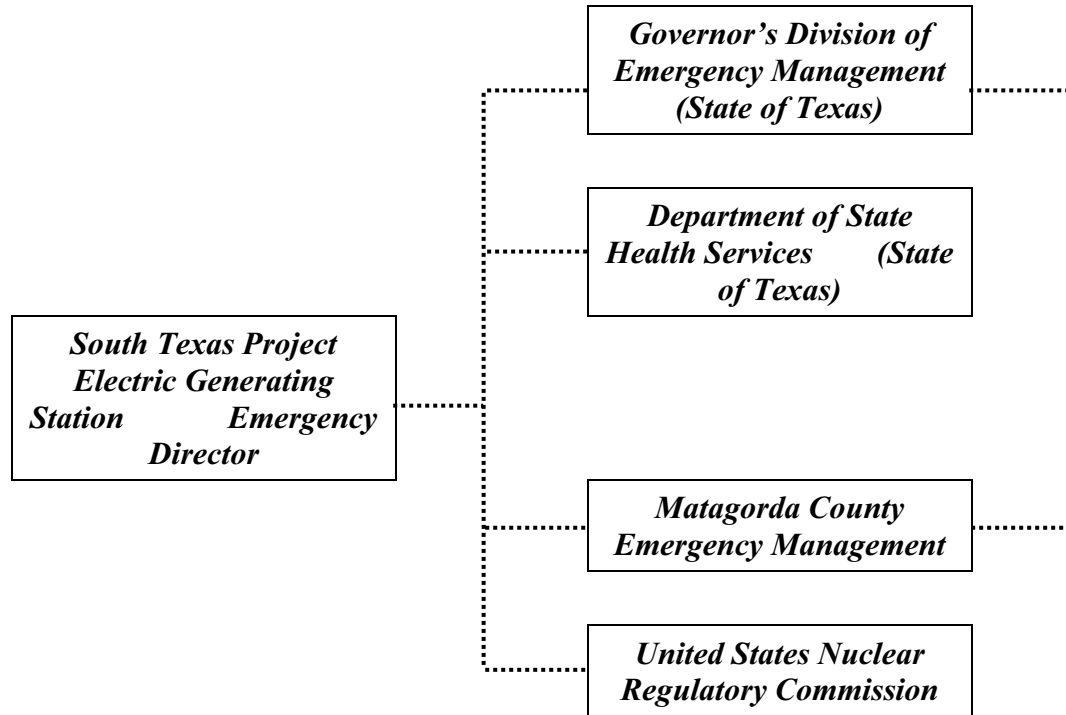 Governor’s Division of
Emergency Management
(State of Texas)
Department of State
Health Services (State
of Texas)
South Texas Project
Electric Generating
Station Emergency
Director
Matagorda County
Emergency Management
United States Nuclear
Regulatory Commission